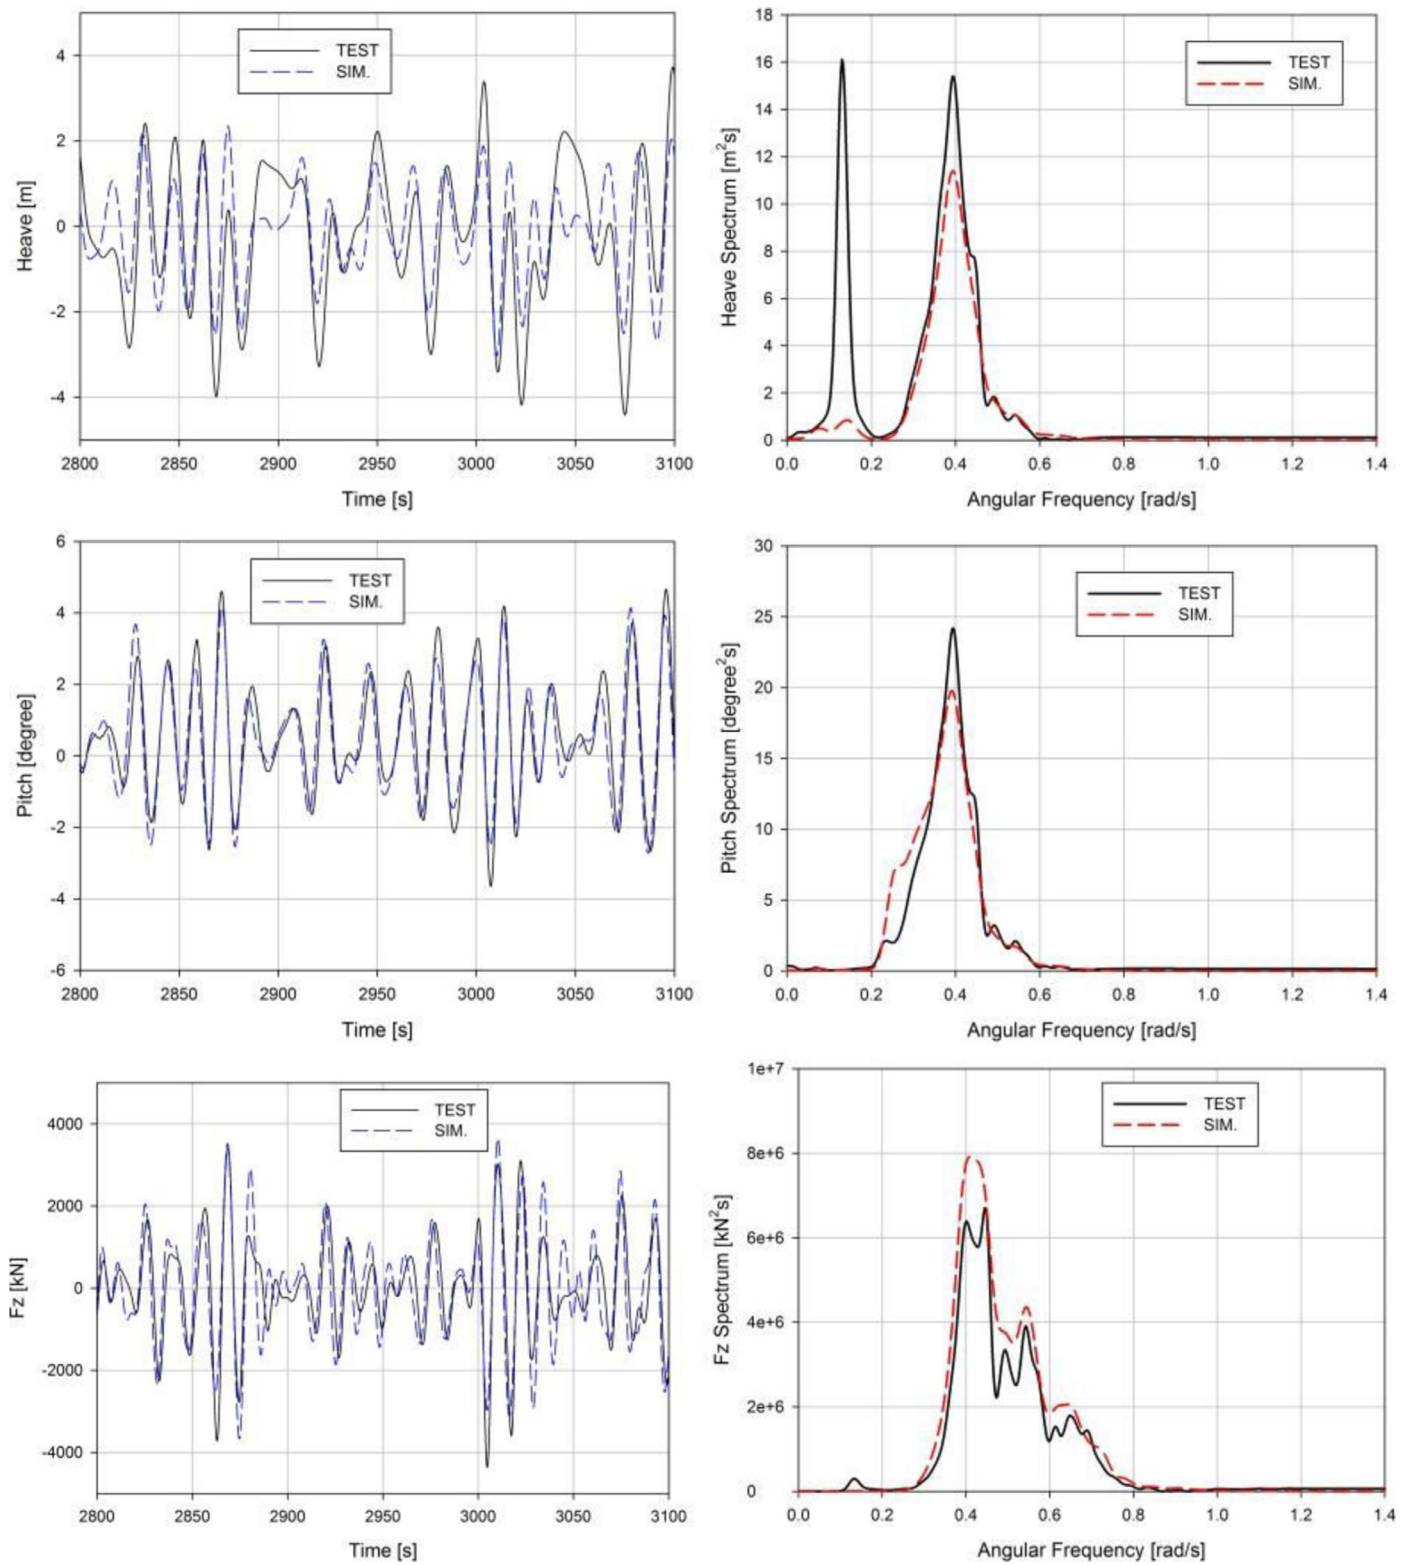 TEST
SIM.
4
2
0
-2
-4
Heave [m]
2800 2850 2900 2950 3000 3050 3100
Time [s]
18
16
14
12
10
8
6
4
2
0
TEST
SIM.
Heave Spectrum [m²s]
0.0 0.2 0.4 0.6 0.8 1.0 1.2 1.4
Angular Frequency [rad/s]
6
4
2
0
-2
-4
-6
TEST
SIM.
Pitch [degree]
2800 2850 2900 2950 3000 3050 3100
Time [s]
30
25
20
15
10
5
0
TEST
SIM.
Pitch Spectrum [degree²s]
0.0 0.2 0.4 0.6 0.8 1.0 1.2 1.4
Angular Frequency [rad/s]
TEST
SIM.
4000
2000
0
-2000
-4000
Fz [kN]
2800 2850 2900 2950 3000 3050 3100
Time [s]
1e+7
8e+6
6e+6
4e+6
2e+6
0
TEST
SIM.
Fz Spectrum [kN²s]
0.0 0.2 0.4 0.6 0.8 1.0 1.2 1.4
Angular Frequency [rad/s]